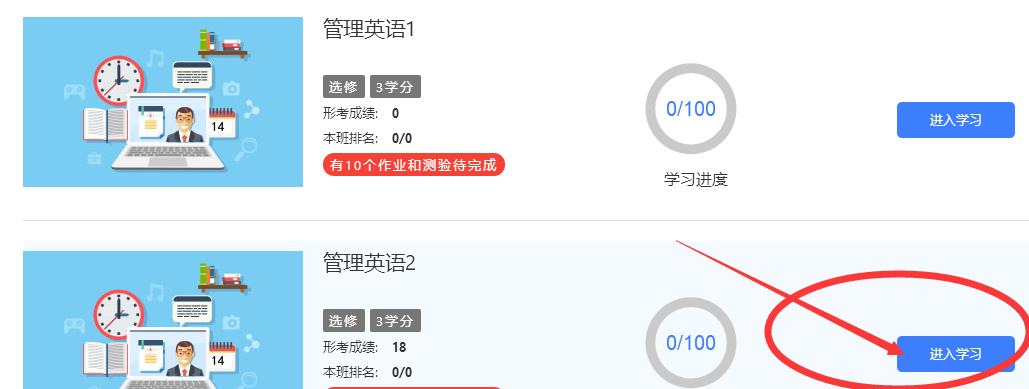 管理英语1
选修 3学分
形考成绩: 0
本班排名: 0/0
有10个作业和测验待完成
0/100
学习进度
进入学习
14
管理英语2
选修 3学分
形考成绩: 18
本班排名: 0/0
0/100
进入学习
14